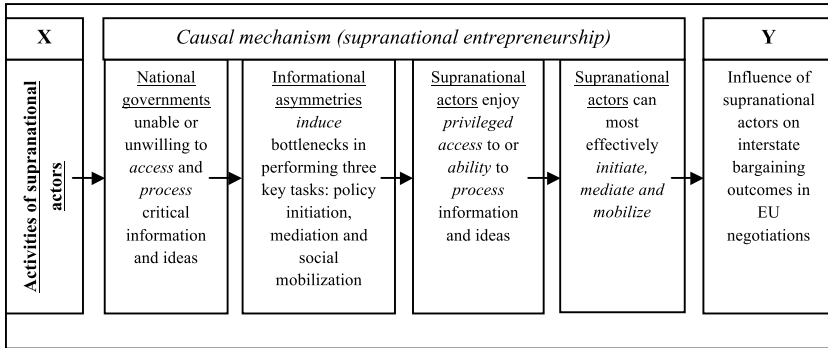 X
Causal mechanism (supranational entrepreneurship)
Y
Activities of supranational
actors
National
governments
unable or
unwilling to
access and
process
critical
information
and ideas
Informational
asymmetries
induce
bottlenecks in
performing three
key tasks: policy
initiation,
mediation and
social
mobilization
Supranational
actors enjoy
privileged
access to or
ability to
process
information
and ideas
Supranational
actors can
most
effectively
initiate,
mediate and
mobilize
Influence of
supranational
actors on
interstate
bargaining
outcomes in
EU
negotiations